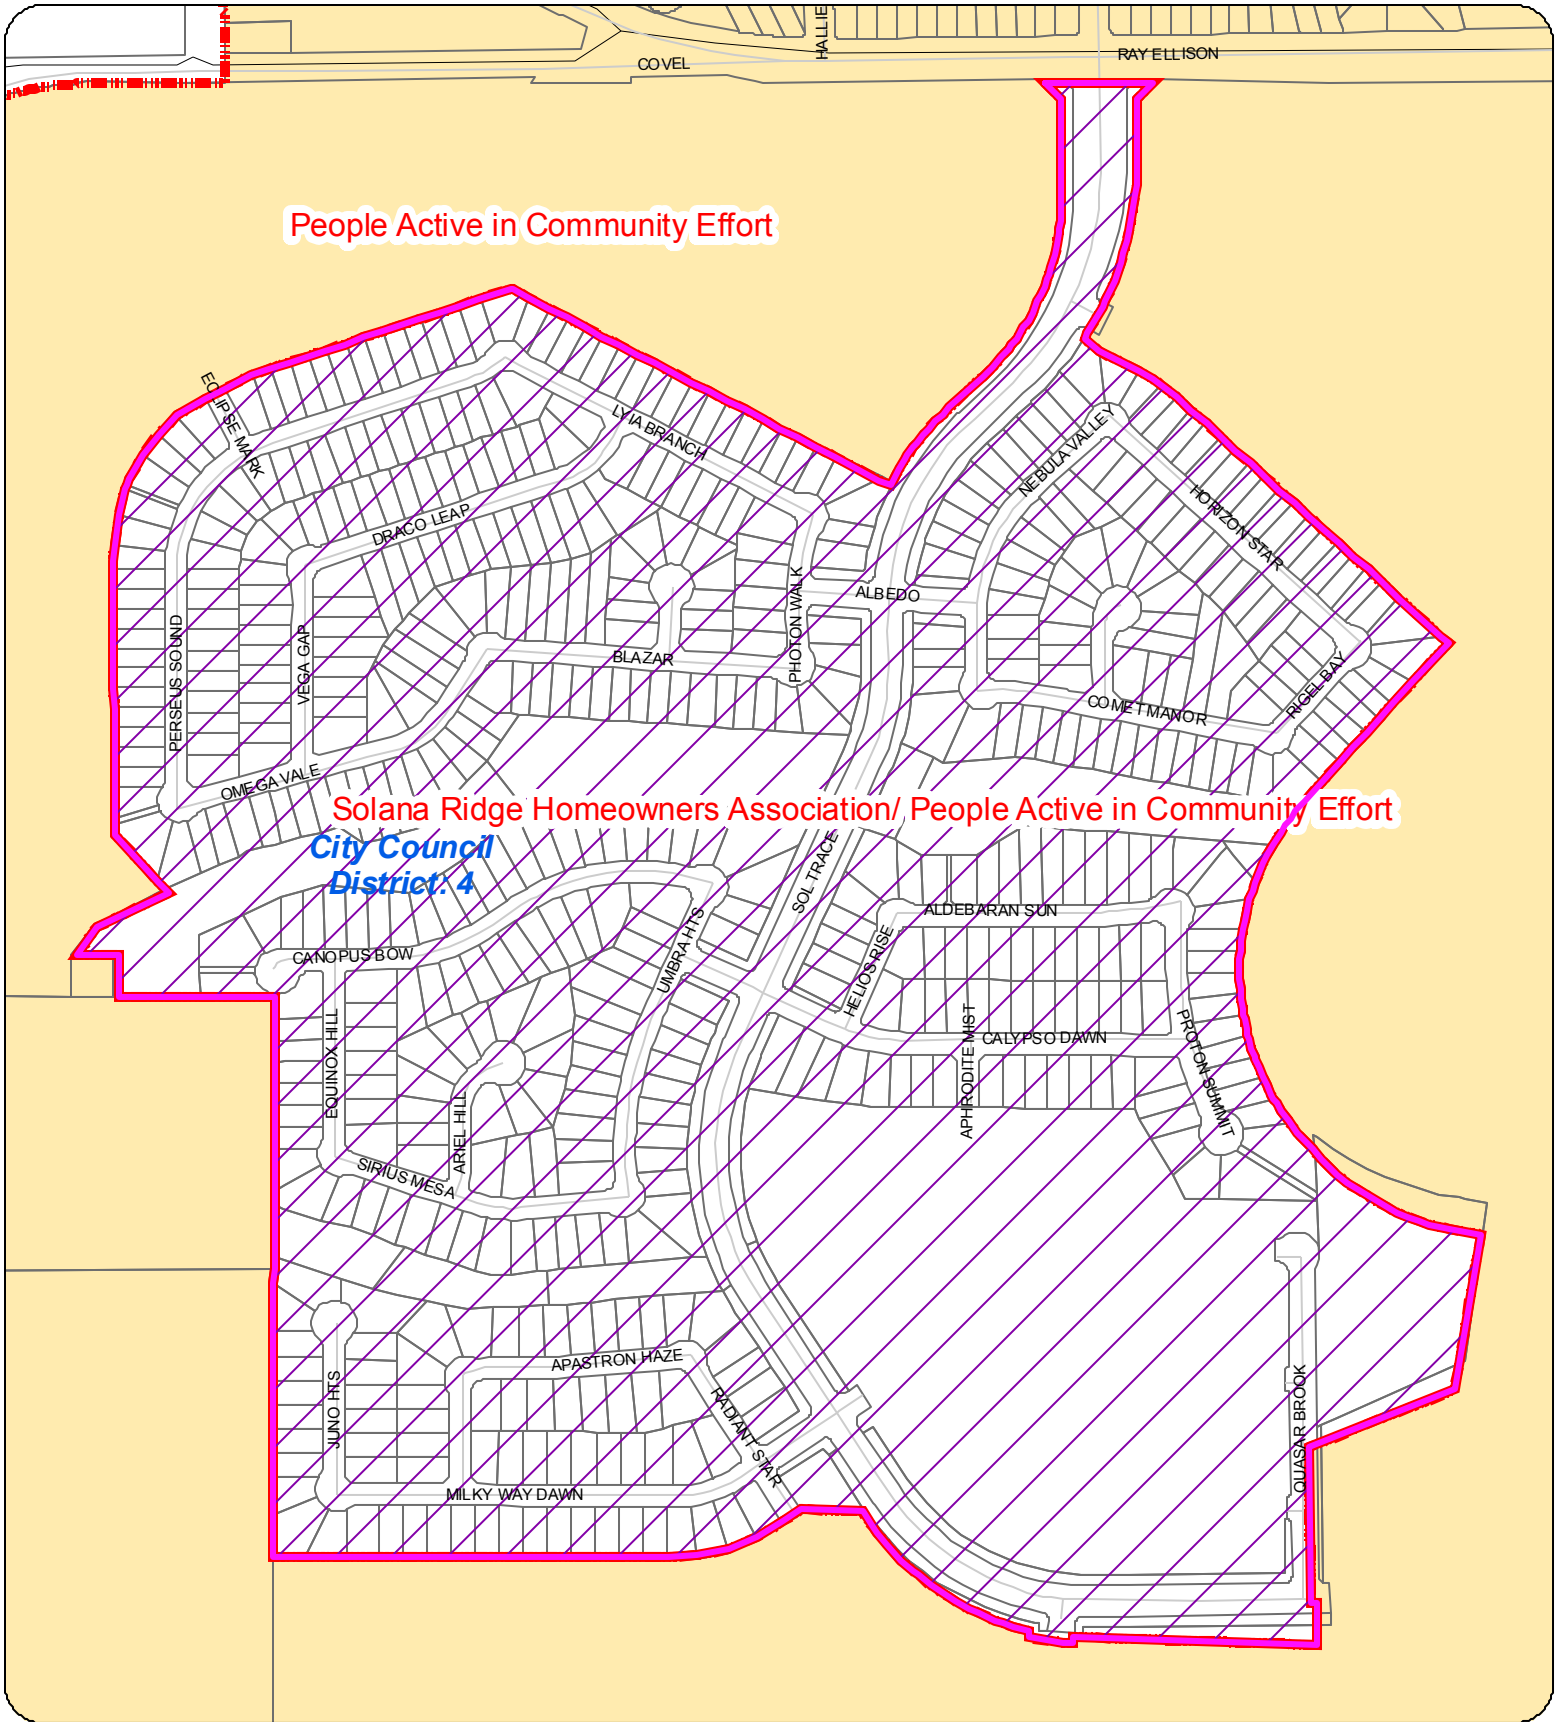 HALLIE
COVEL
RAY ELLISON
People Active in Community Effort
ECLIPSE MARK
LYIA BRANCH
NEBULA VALLEY
HORIZON STAR
DRACO LEAP
PHOTON WALK
ALBEDO
PERSEUS SOUND
VEGA GAP
BLAZAR
RIGEL BAY
COMET MANOR
OMEGA VALE
Solana Ridge Homeowners Association/ People Active in Community Effort
City Council
District: 4
SOL TRACE
ALDEBARAN SUN
UMBRA HTS
HELIOS RISE
CANOPUS BOW
EQUINOX HILL
APHRODITE MIST
CALYPSO DAWN
PROTON SUMMIT
ARIEL HILL
SIRIUS MESA
APASTRON HAZE
JUNO HTS
RADIANT STAR
QUASAR BROOK
MILKY WAY DAWN